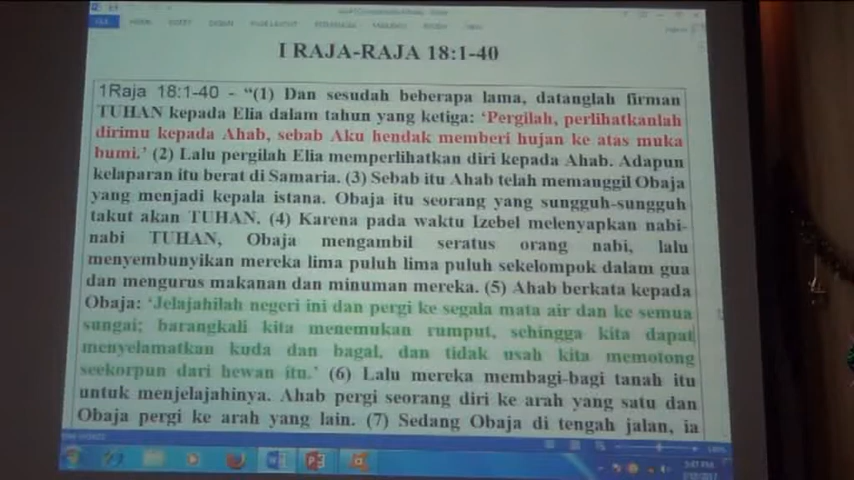 I RAJA-RAJA 18:1-40
1Raja 18:1-40 - “(1) Dan sesudah beberapa lama, datanglah firman
TUHAN kepada Elia dalam tahun yang ketiga: ‘Pergilah, perlihatkanlah
dirimu kepada Ahab, sebab Aku hendak memberi hujan ke atas muka
bumi.’ (2) Lalu pergilah Elia memperlihatkan diri kepada Ahab. Adapun
kelaparan itu berat di Samaria. (3) Sebab itu Ahab telah memanggil Obaja
yang menjadi kepala istana. Obaja itu seorang yang sungguh-sungguh
takut akan TUHAN. (4) Karena pada waktu Izebel melenyapkan nabi-
nabi TUHAN, Obaja mengambil seratus orang nabi, lalu
menyembunyikan mereka lima puluh lima puluh sekelompok dalam gua
dan mengurus makanan dan minuman mereka. (5) Ahab berkata kepada
Obaja: ‘Jelajahilah negeri ini dan pergi ke segala mata air dan ke semua
sungai; barangkali kita menemukan rumput, sehingga kita dapat
menyelamatkan kuda dan bagal, dan tidak usah kita memotong
seekorpun dari hewan itu.’ (6) Lalu mereka membagi-bagi tanah itu
untuk menjelajahinya. Ahab pergi seorang diri ke arah yang satu dan
Obaja pergi ke arah yang lain. (7) Sedang Obaja di tengah jalan, ia